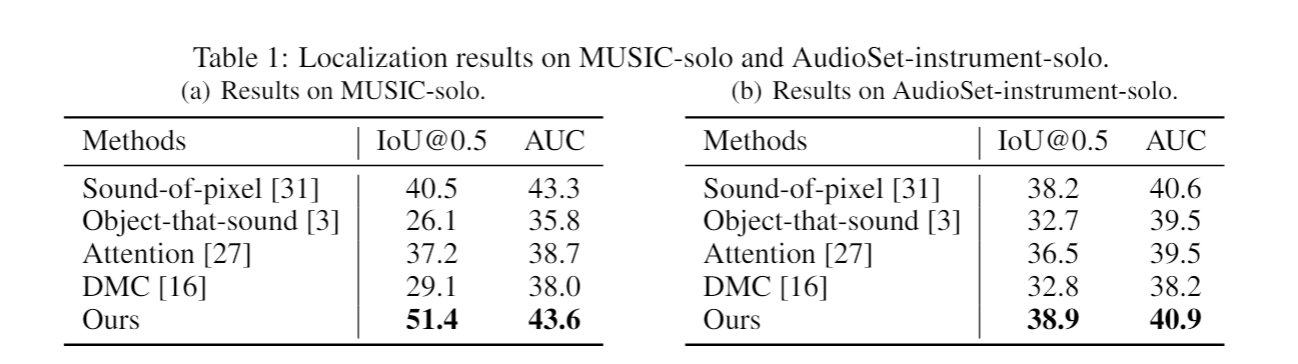 Table 1: Localization results on MUSIC-solo and AudioSet-instrument-solo.
(a) Results on MUSIC-solo.
Methods IoU@0.5 AUC
Sound-of-pixel [31] 40.5 43.3
Object-that-sound [3] 26.1 35.8
Attention [27] 37.2 38.7
DMC [16] 29.1 38.0
Ours 51.4 43.6
(b) Results on AudioSet-instrument-solo.
Methods IoU@0.5 AUC
Sound-of-pixel [31] 38.2 40.6
Object-that-sound [3] 32.7 39.5
Attention [27] 36.5 39.5
DMC [16] 32.8 38.2
Ours 38.9 40.9